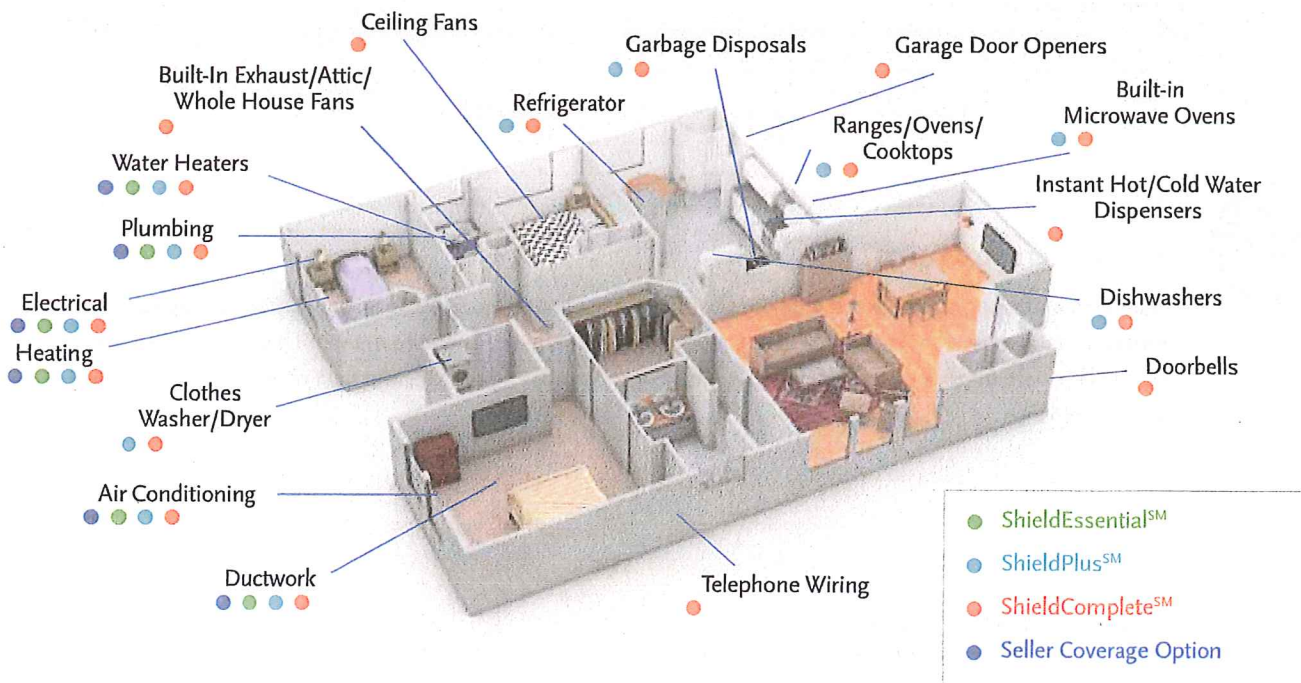 Ceiling Fans
Garbage Disposals
Garage Door Openers
Built-In Exhaust/Attic/
Whole House Fans
Refrigerator
Built-in
Microwave Ovens
Ranges/Ovens/
Cooktops
Water Heaters
Instant Hot/Cold Water
Dispensers
Plumbing
Electrical
Dishwashers
Heating
Doorbells
Clothes
Washer/Dryer
Air Conditioning
Ductwork
Telephone Wiring
ShieldEssential℠
ShieldPlus℠
ShieldComplete℠
Seller Coverage Option